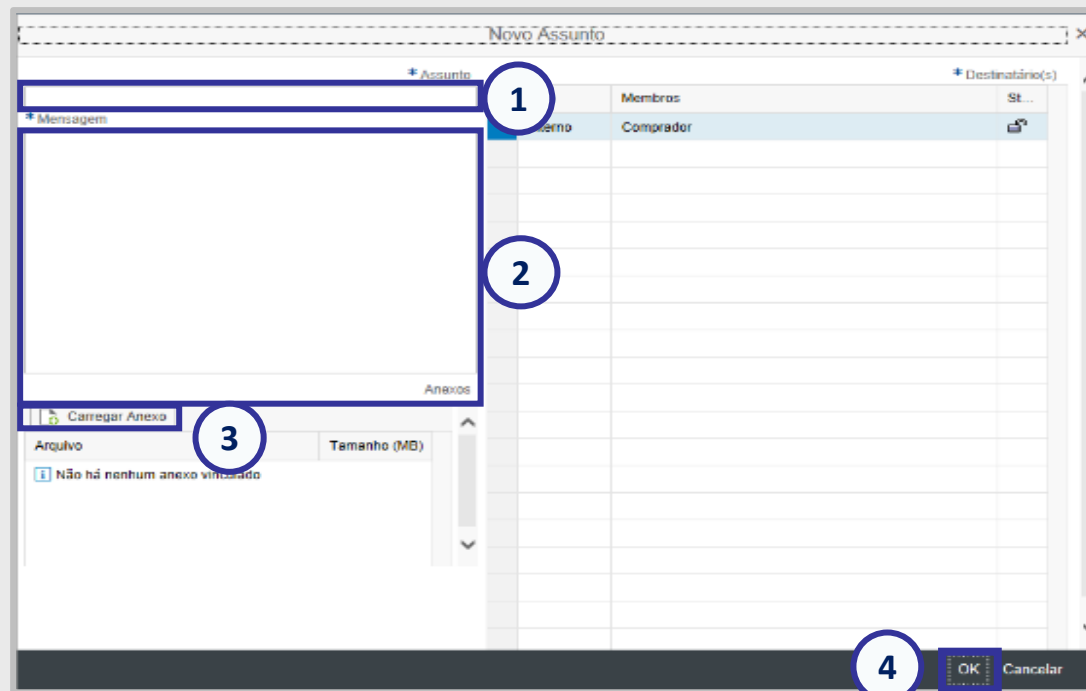 Novo Assunto
* Assunto
* Destinatário(s)
1
Membros
St...
* Mensagem
Comprador
2
Anexos
Carregar Anexo
3
Arquivo
Tamanho (MB)
Não há nenhum anexo vinculado
4
OK
Cancelar